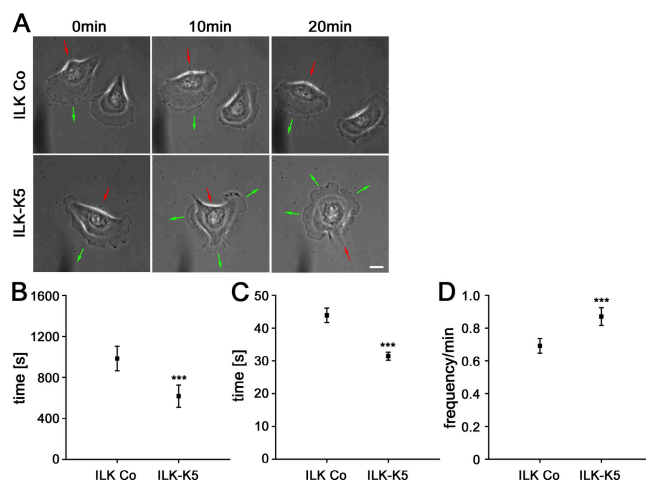 A
0min 10min 20min
ILK Co
ILK-K5
B
1600
1200
800
400
0
time [s]
ILK Co ILK-K5
***
C
50
40
30
20
10
0
time [s]
ILK Co ILK-K5
***
D
1.0
0.8
0.6
0.4
0.2
0
frequency/min
ILK Co ILK-K5
***